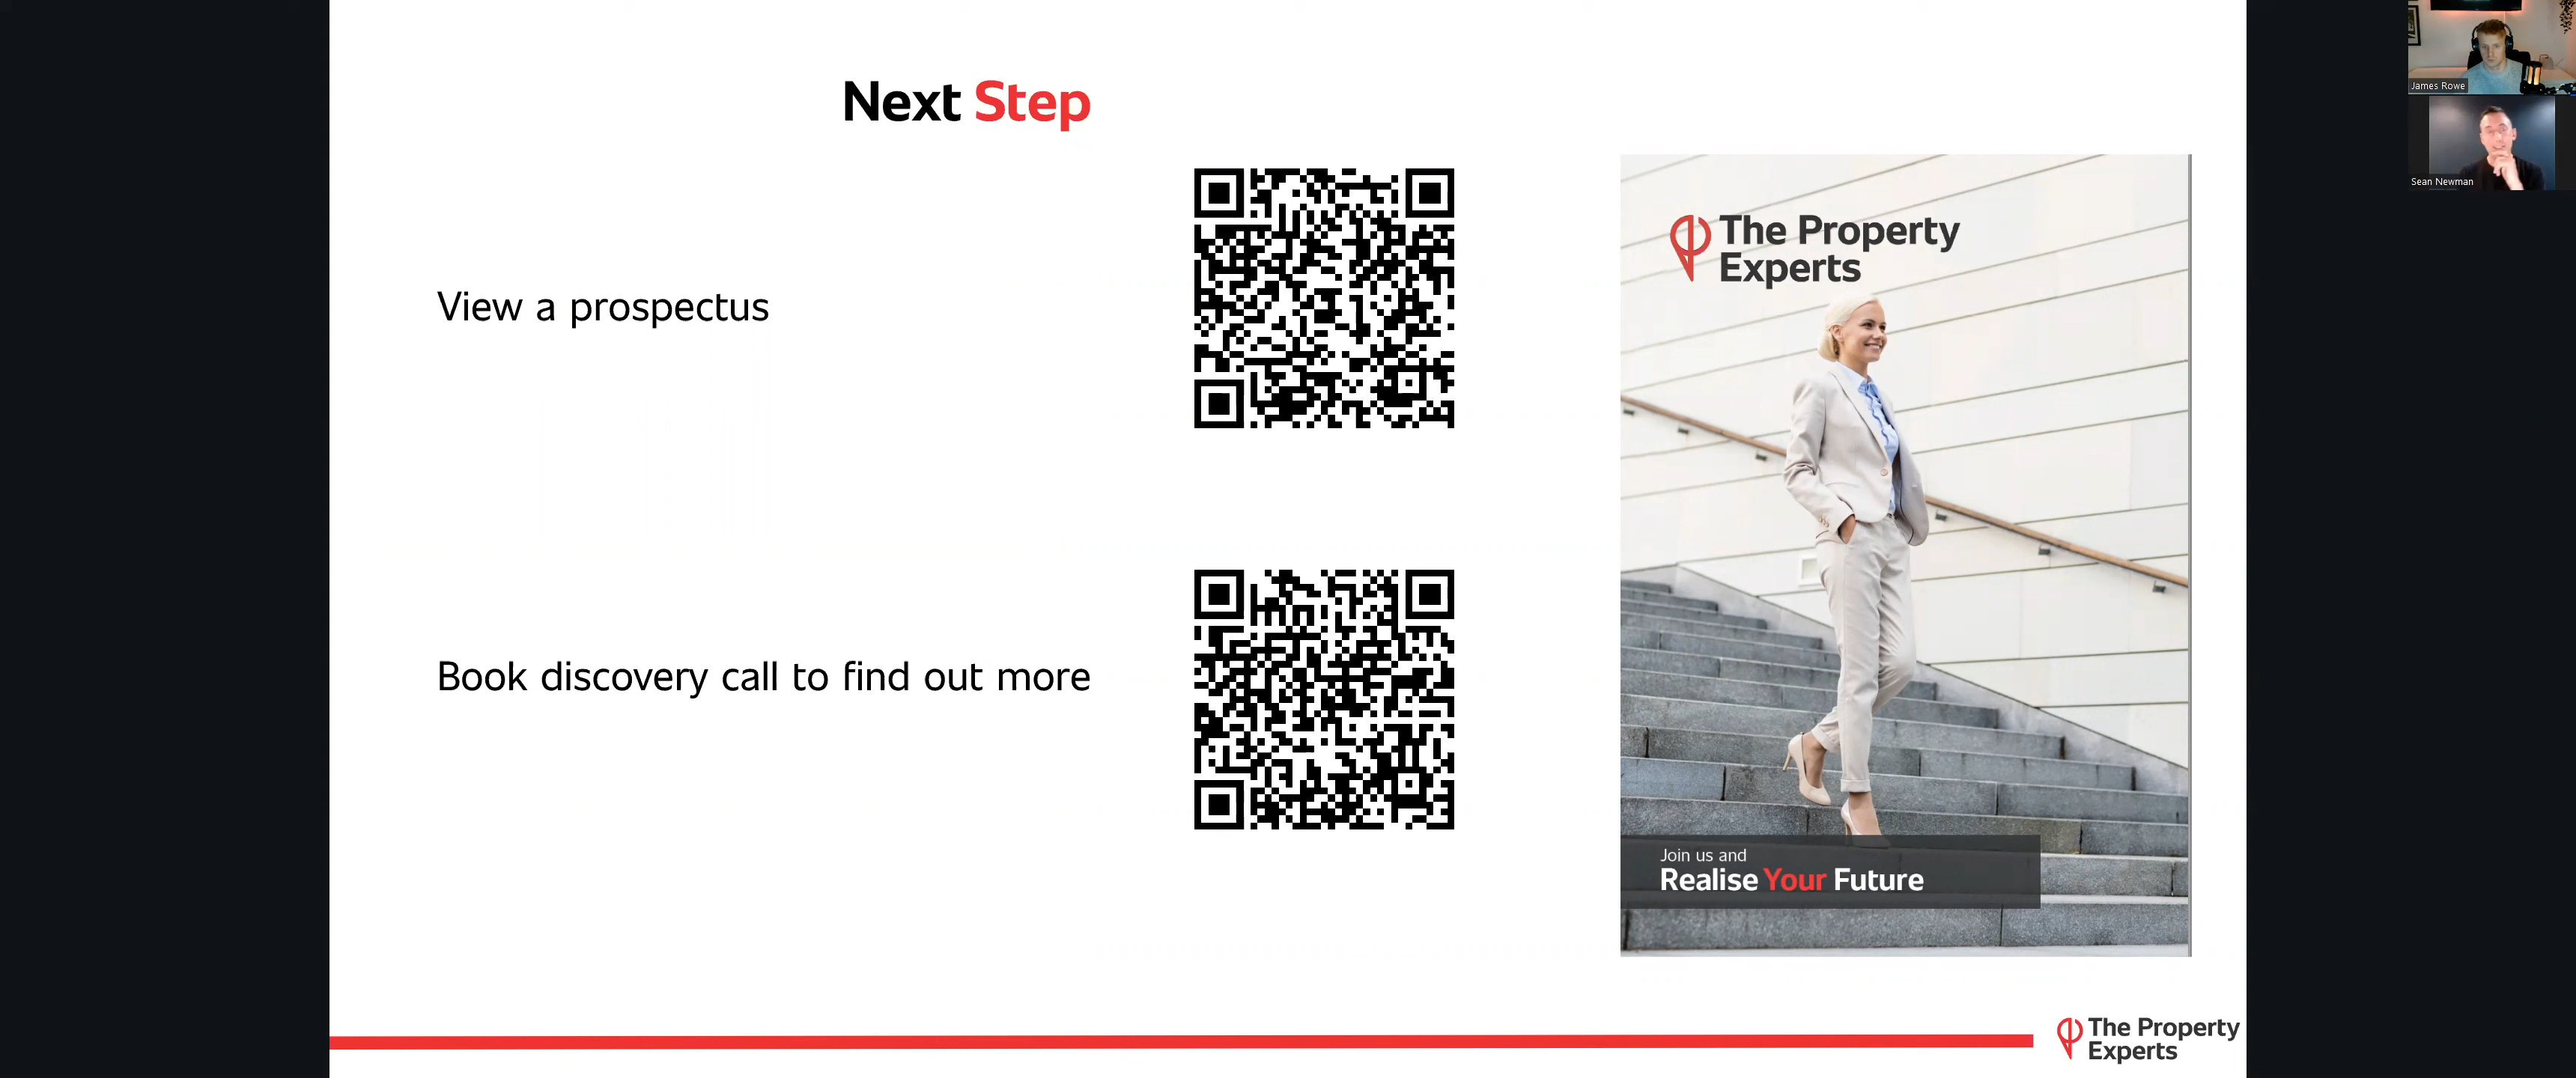 Next Step
View a prospectus
Book discovery call to find out more
The Property
Experts
Join us and
Realise Your Future
The Property
Experts
James Rowe
Sean Newman